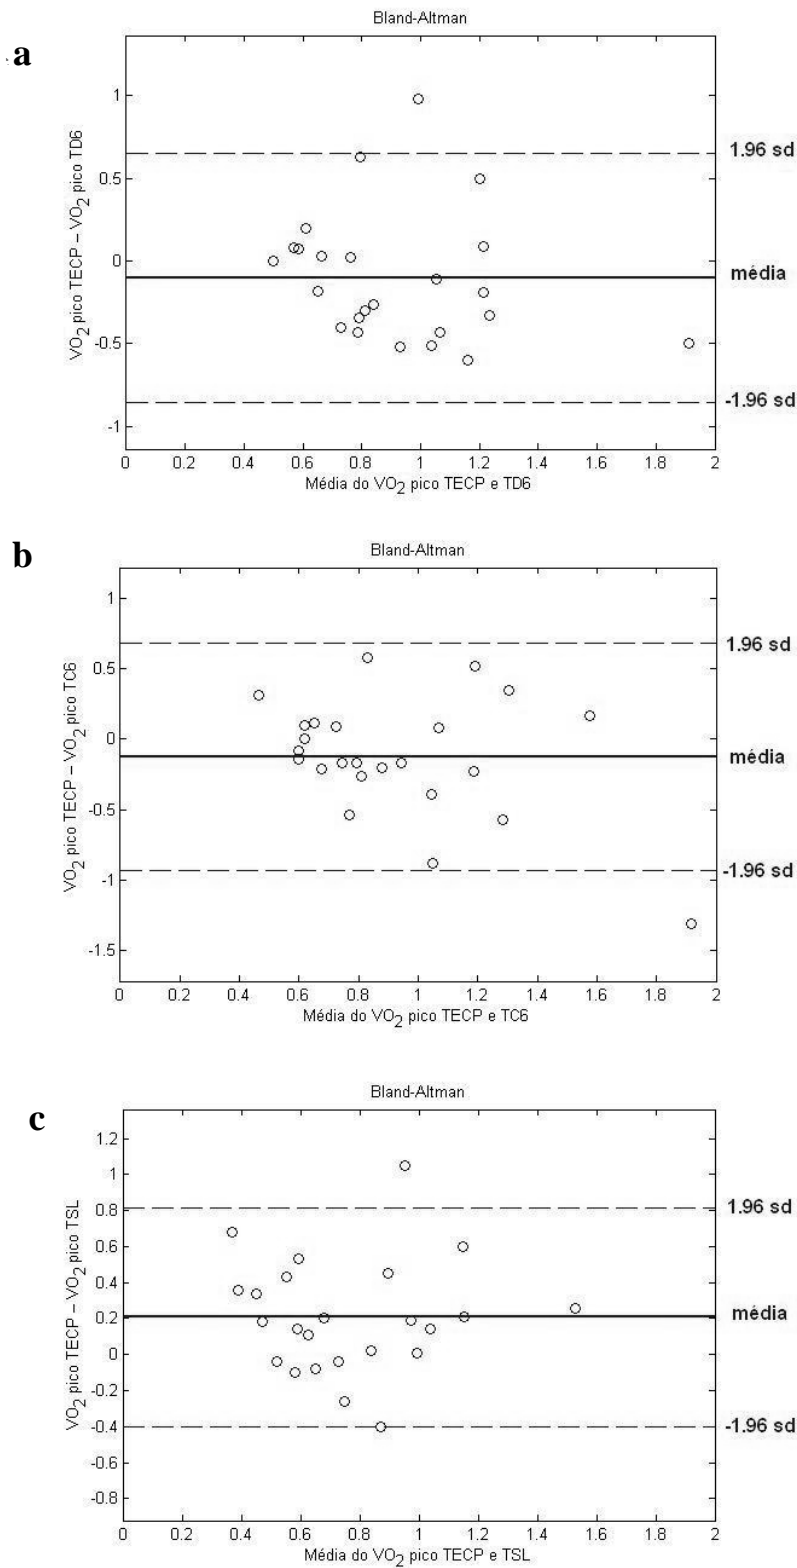 a
Bland-Altman
VO2 pico TECP – VO2 pico TD6
1
0.5
0
-0.5
-1
1.96 sd
média
-1.96 sd
0 0.2 0.4 0.6 0.8 1 1.2 1.4 1.6 1.8 2
Média do VO2 pico TECP e TD6
b
Bland-Altman
VO2 pico TECP – VO2 pico TC6
1
0.5
0
-0.5
-1
-1.5
1.96 sd
média
-1.96 sd
0 0.2 0.4 0.6 0.8 1 1.2 1.4 1.6 1.8 2
Média do VO2 pico TECP e TC6
c
Bland-Altman
VO2 pico TECP – VO2 pico TSL
1.2
1
0.8
0.6
0.4
0.2
0
-0.2
-0.4
-0.6
-0.8
1.96 sd
média
-1.96 sd
0 0.2 0.4 0.6 0.8 1 1.2 1.4 1.6 1.8 2
Média do VO2 pico TECP e TSL